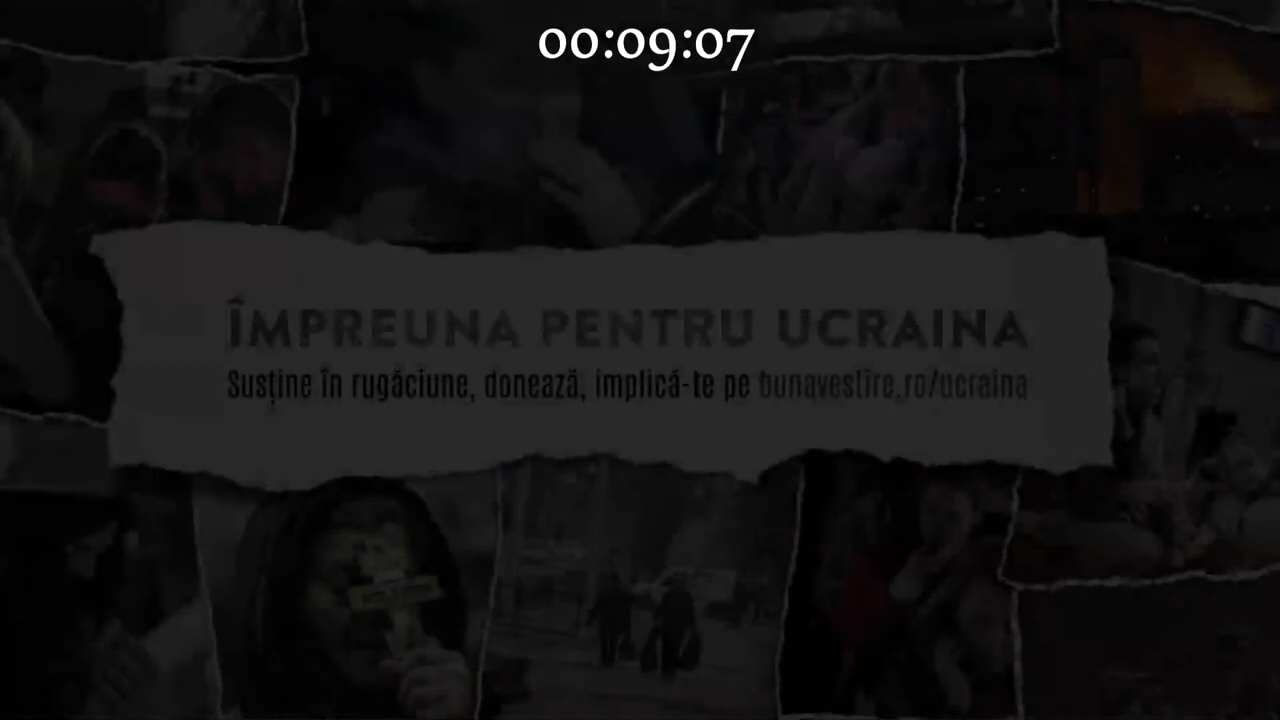 00:09:07
ÎMPREUNA PENTRU UCRAINA
Susține în rugăciune, donează, implică-te pe bunavestire.ro/ucraina